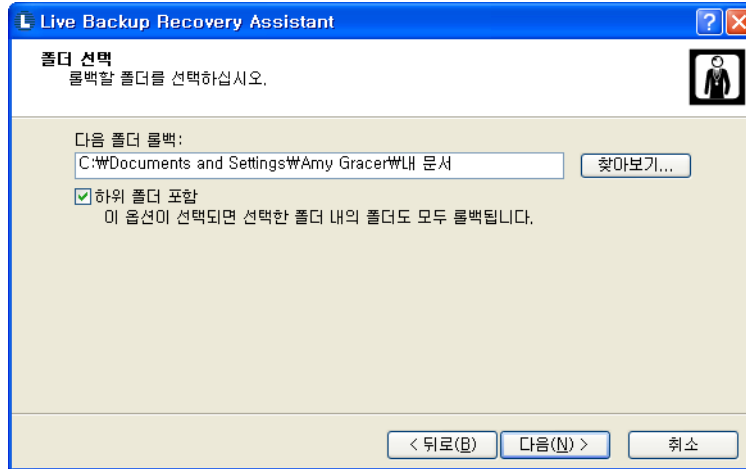 Live Backup Recovery Assistant
폴더 선택
롤백할 폴더를 선택하십시오.
다음 폴더 롤백:
C:₩Documents and Settings₩Amy Gracer₩내 문서
찾아보기...
하위 폴더 포함
이 옵션이 선택되면 선택한 폴더 내의 폴더도 모두 롤백됩니다.
< 뒤로(B) 다음(N) > 취소